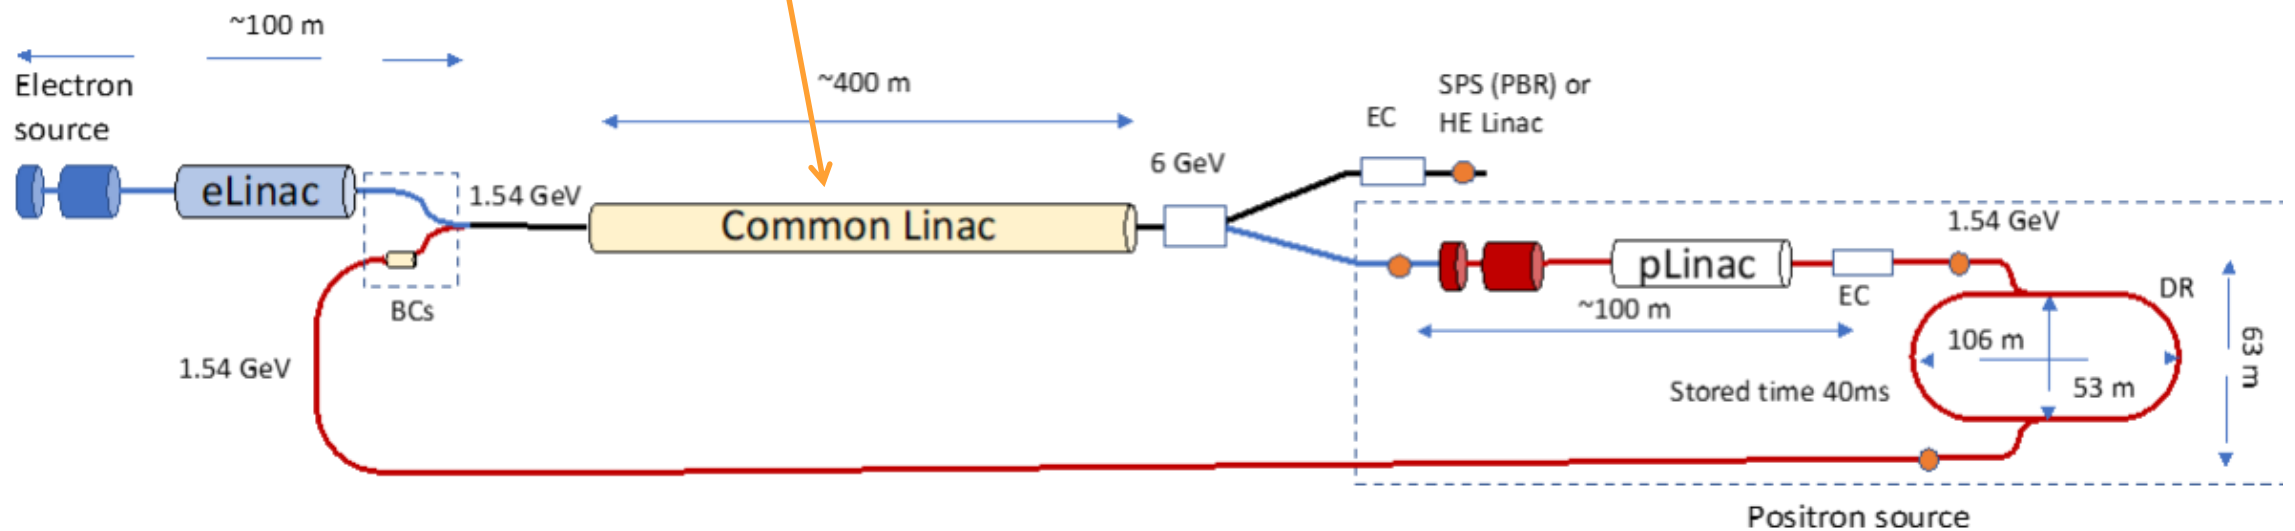 ~100 m
Electron
source
eLinac
BCs
1.54 GeV
1.54 GeV
~400 m
Common Linac
6 GeV
EC
SPS (PBR) or
HE Linac
pLinac
~100 m
EC
1.54 GeV
DR
106 m
53 m
63 m
Stored time 40ms
Positron source